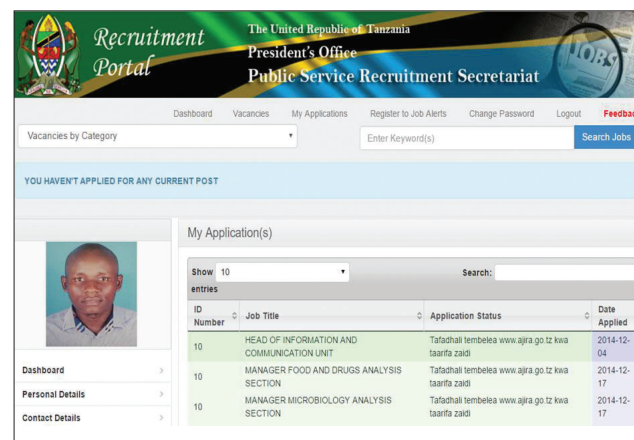 Recruitment
Portal
The United Republic of Tanzania
President's Office
Public Service Recruitment Secretariat
JOBS
Dashboard Vacancies My Applications Register to Job Alerts Change Password Logout Feedbac
Vacancies by Category
Enter Keyword(s)
Search Jobs
YOU HAVEN'T APPLIED FOR ANY CURRENT POST
My Application(s)
Show 10
entries
Search:
ID
Number
Job Title
Application Status
Date
Applied
10
HEAD OF INFORMATION AND
COMMUNICATION UNIT
Tafadhali tembelea www.ajira.go.tz kwa
taarifa zaidi
2014-12-
04
10
MANAGER FOOD AND DRUGS ANALYSIS
SECTION
Tafadhali tembelea www.ajira.go.tz kwa
taarifa zaidi
2014-12-
17
10
MANAGER MICROBIOLOGY ANALYSIS
SECTION
Tafadhali tembelea www.ajira.go.tz kwa
taarifa zaidi
2014-12-
17
Dashboard
Personal Details
Contact Details